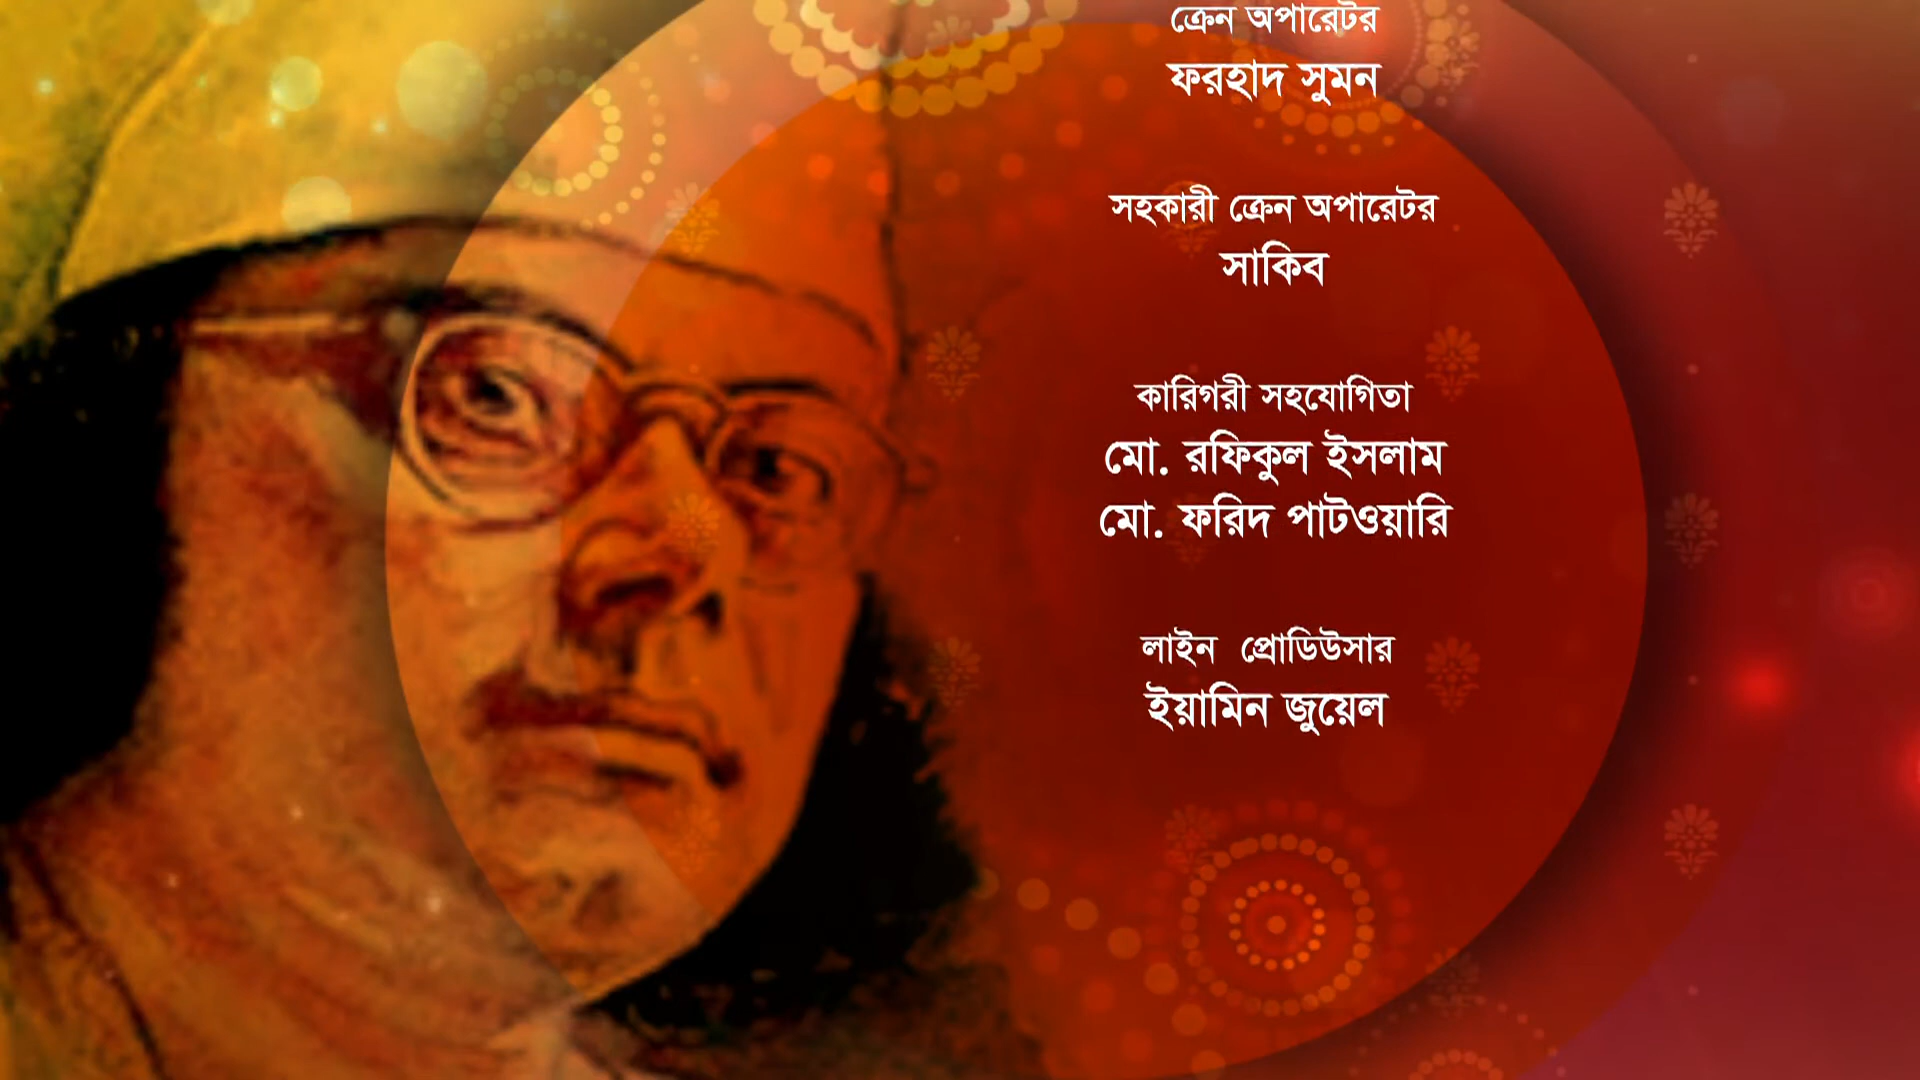 ক্রেন অপারেটর
ফরহাদ সুমন
সহকারী ক্রেন অপারেটর
সাকিব
কারিগরী সহযোগিতা
মো. রফিকুল ইসলাম
মো. ফরিদ পাটওয়ারি
লাইন প্রোডিউসার
ইয়ামিন জুয়েল